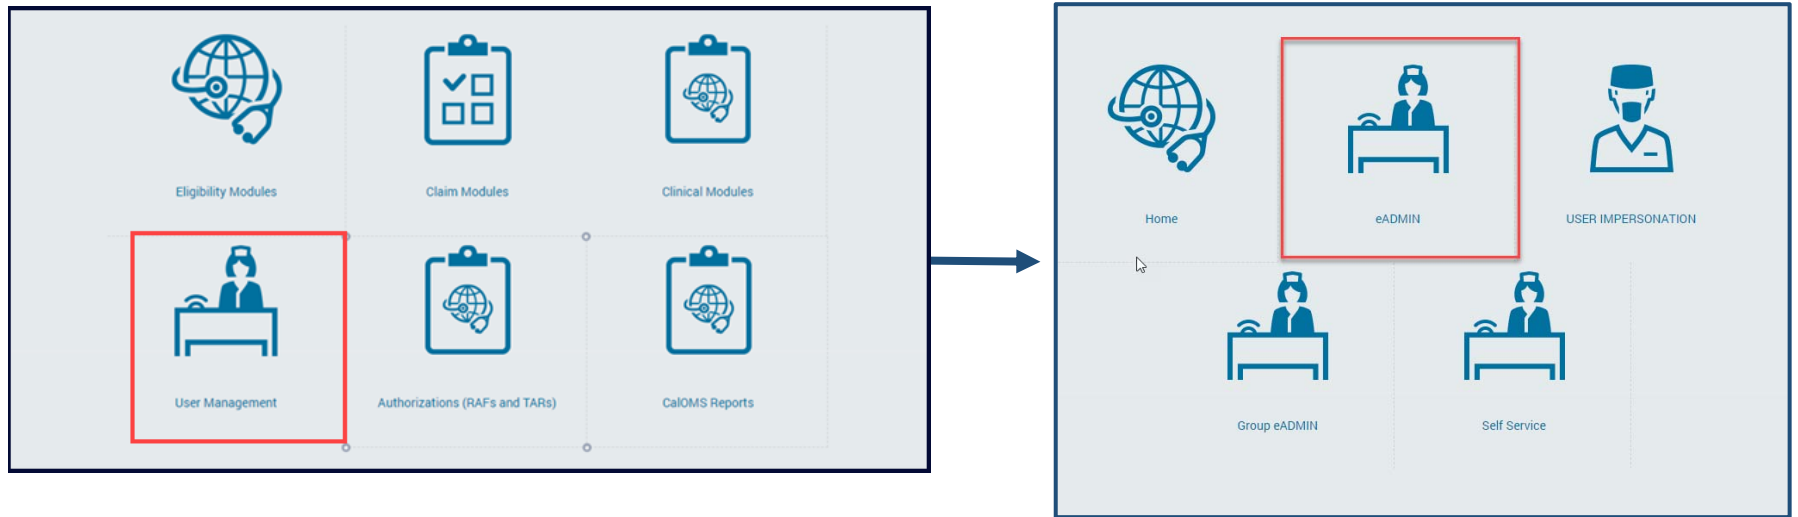 Eligibility Modules
Claim Modules
Clinical Modules
User Management
Authorizations (RAFs and TARs)
CalOMS Reports
Home
eADMIN
USER IMPERSONATION
Group eADMIN
Self Service